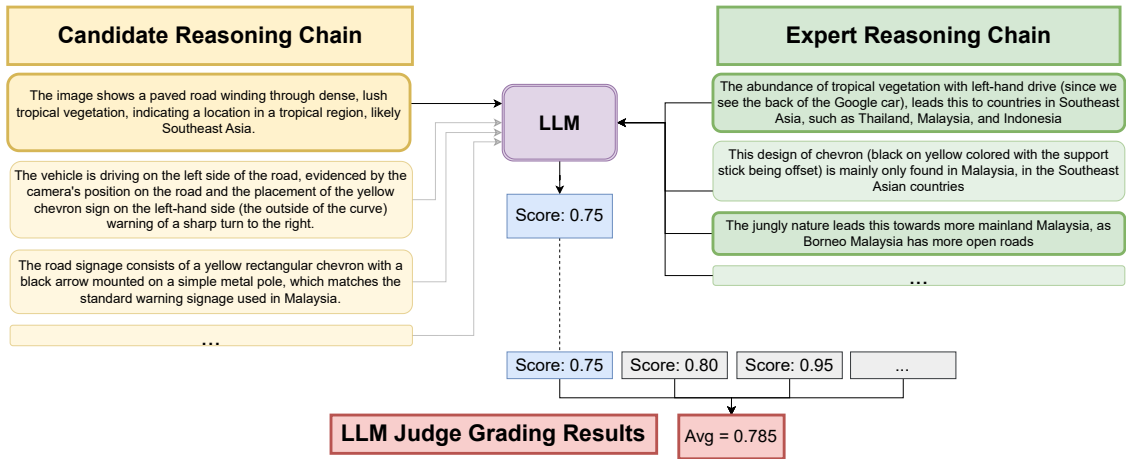 Candidate Reasoning Chain
The image shows a paved road winding through dense, lush
tropical vegetation, indicating a location in a tropical region, likely
Southeast Asia.
The vehicle is driving on the left side of the road, evidenced by the
camera's position on the road and the placement of the yellow
chevron sign on the left-hand side (the outside of the curve)
warning of a sharp turn to the right.
The road signage consists of a yellow rectangular chevron with a
black arrow mounted on a simple metal pole, which matches the
standard warning signage used in Malaysia.
...
LLM
Score: 0.75
Expert Reasoning Chain
The abundance of tropical vegetation with left-hand drive (since we
see the back of the Google car), leads this to countries in Southeast
Asia, such as Thailand, Malaysia, and Indonesia
This design of chevron (black on yellow colored with the support
stick being offset) is mainly only found in Malaysia, in the Southeast
Asian countries
The jungly nature leads this towards more mainland Malaysia, as
Borneo Malaysia has more open roads
...
Score: 0.75
Score: 0.80
Score: 0.95
...
LLM Judge Grading Results
Avg = 0.785